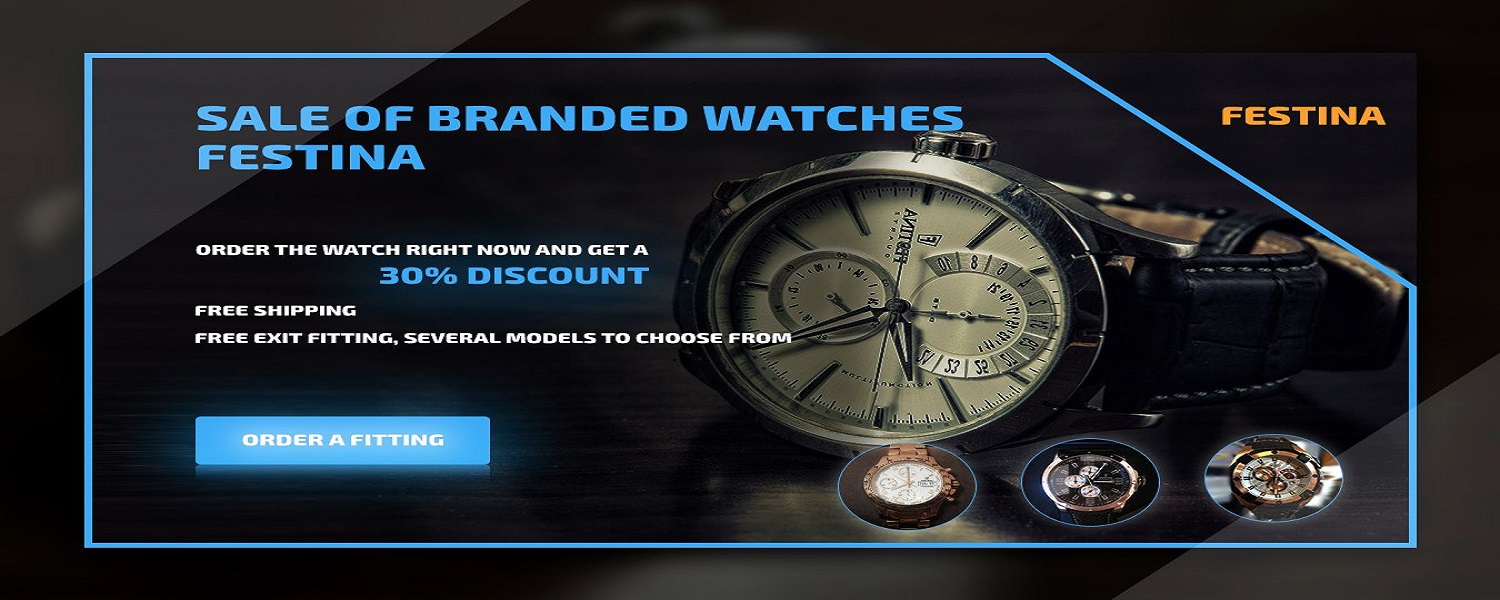 SALE OF BRANDED WATCHES
FESTINA
FESTINA
ORDER THE WATCH RIGHT NOW AND GET A
30% DISCOUNT
FREE SHIPPING
FREE EXIT FITTING, SEVERAL MODELS TO CHOOSE FROM
ORDER A FITTING